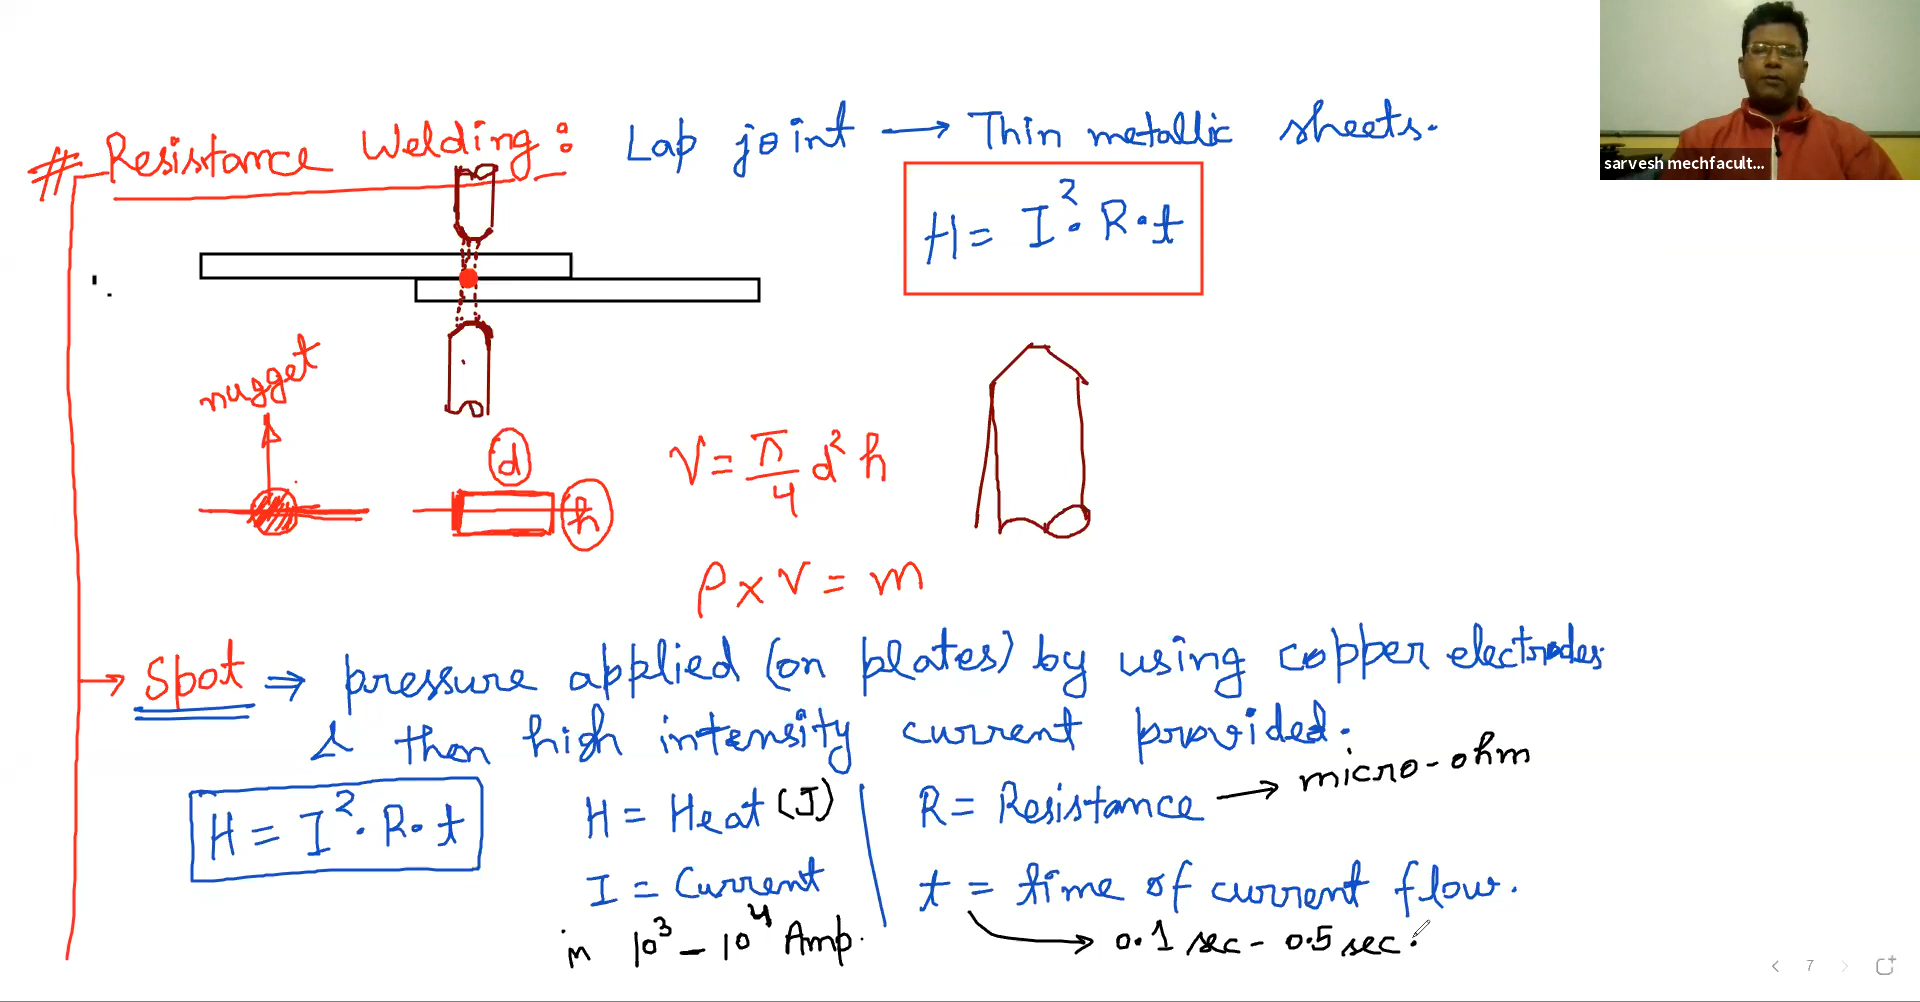 # Resistance Welding: Lap joint → Thin metallic sheets.
sarvesh mechfacult...
H = I². R.t
nugget
d
h
V = π/4 d² h
ρ x V = m
→ Spot ⇒ pressure applied (on plates) by using copper electrodes
& then high intensity current provided.
H = I². R.t
H = Heat (J)
I = Current
in 10³ - 10⁴ Amp.
R = Resistance → micro-ohm
t = time of current flow.
→ 0.1 sec - 0.5 sec.
7